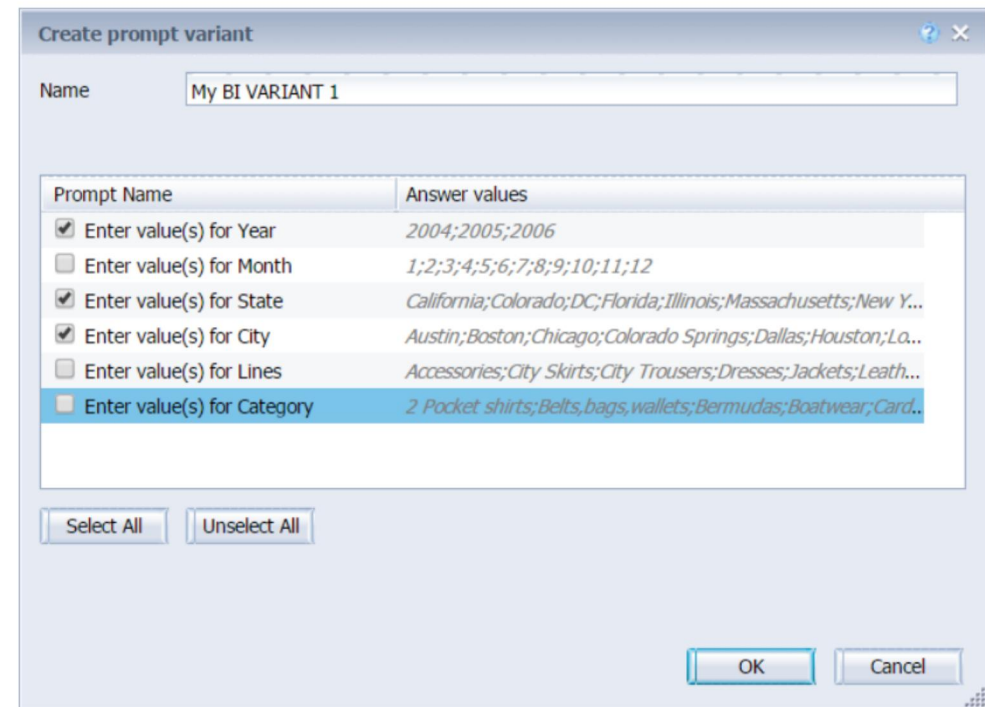 Create prompt variant
Name My BI VARIANT 1
Prompt Name Answer values
Enter value(s) for Year 2004;2005;2006
Enter value(s) for Month 1;2;3;4;5;6;7;8;9;10;11;12
Enter value(s) for State California;Colorado;DC;Florida;Illinois;Massachusetts;New Y...
Enter value(s) for City Austin;Boston;Chicago;Colorado Springs;Dallas;Houston;Lo...
Enter value(s) for Lines Accessories;City Skirts;City Trousers;Dresses;Jackets;Leath...
Enter value(s) for Category 2 Pocket shirts;Belts,bags,wallets;Bermudas;Boatwear;Card...
Select All Unselect All
OK Cancel